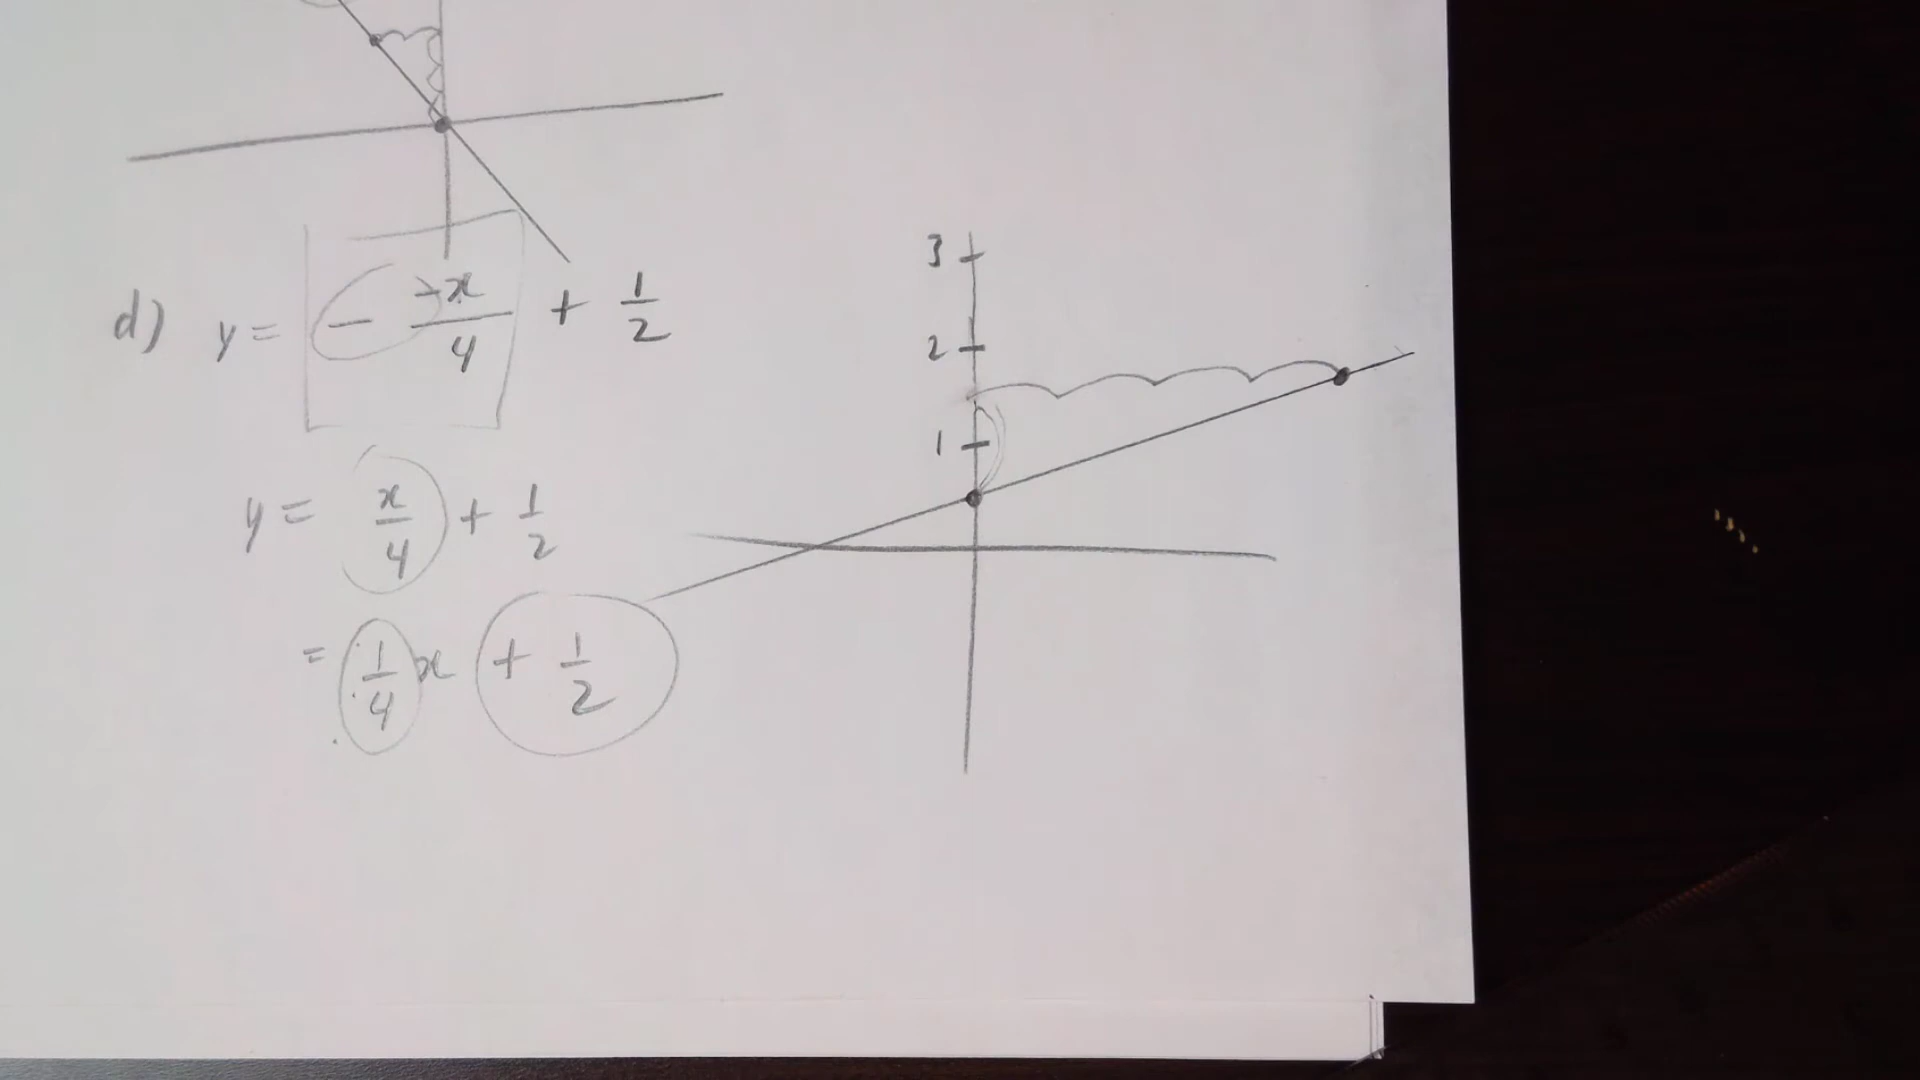 d) y = - -x/4 + 1/2
y = x/4 + 1/2
= 1/4 x + 1/2
3
2
1